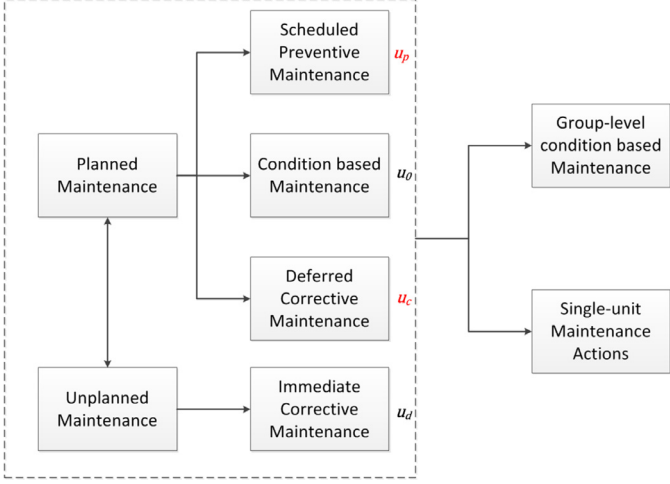 Scheduled
Preventive
Maintenance
u_p
Planned
Maintenance
Condition based
Maintenance
u_0
Deferred
Corrective
Maintenance
u_c
Unplanned
Maintenance
Immediate
Corrective
Maintenance
u_d
Group-level
condition based
Maintenance
Single-unit
Maintenance
Actions